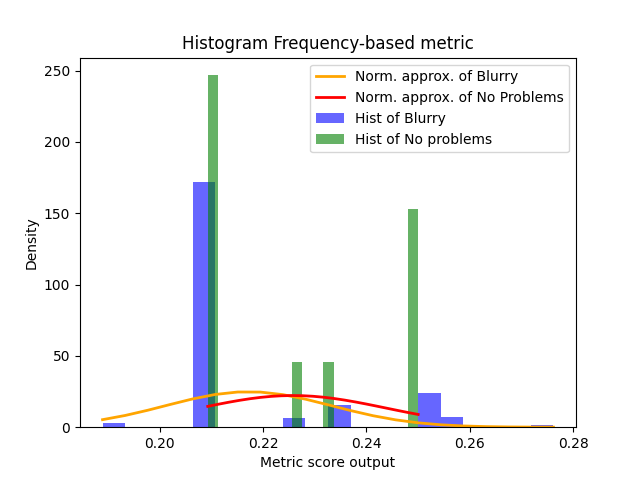 Histogram Frequency-based metric
Norm. approx. of Blurry
Norm. approx. of No Problems
Hist of Blurry
Hist of No problems
250
200
150
100
50
0
Density
0.20 0.22 0.24 0.26 0.28
Metric score output